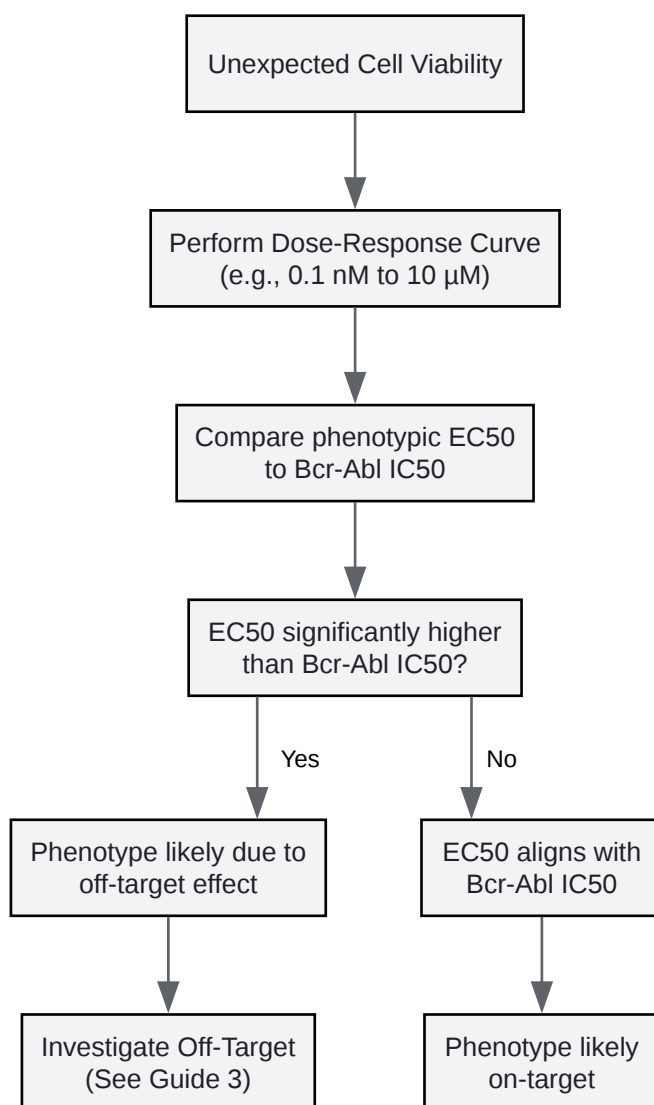 Unexpected Cell Viability
Perform Dose-Response Curve
(e.g., 0.1 nM to 10 µM)
Compare phenotypic EC50
to Bcr-Abl IC50
EC50 significantly higher
than Bcr-Abl IC50?
Yes
No
Phenotype likely due to
off-target effect
EC50 aligns with
Bcr-Abl IC50
Investigate Off-Target
(See Guide 3)
Phenotype likely
on-target